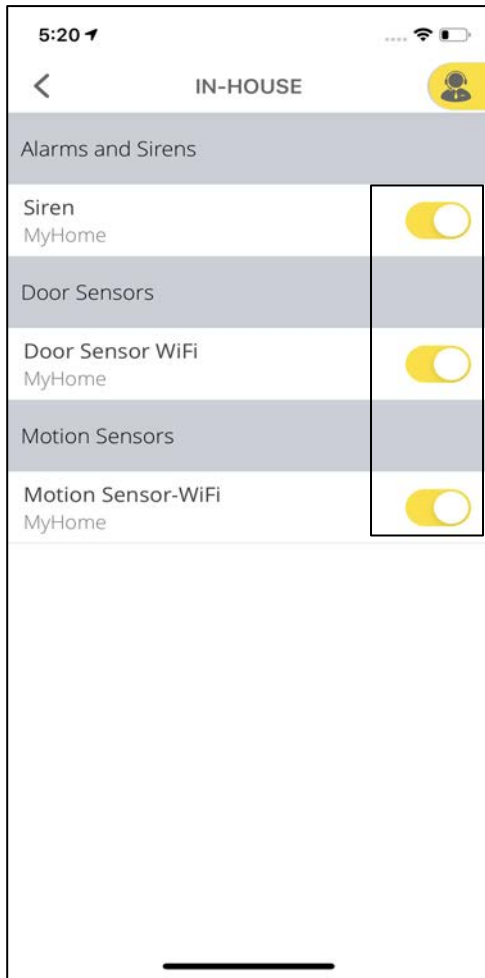 5:20
IN-HOUSE
Alarms and Sirens
Siren
MyHome
Door Sensors
Door Sensor WiFi
MyHome
Motion Sensors
Motion Sensor-WiFi
MyHome